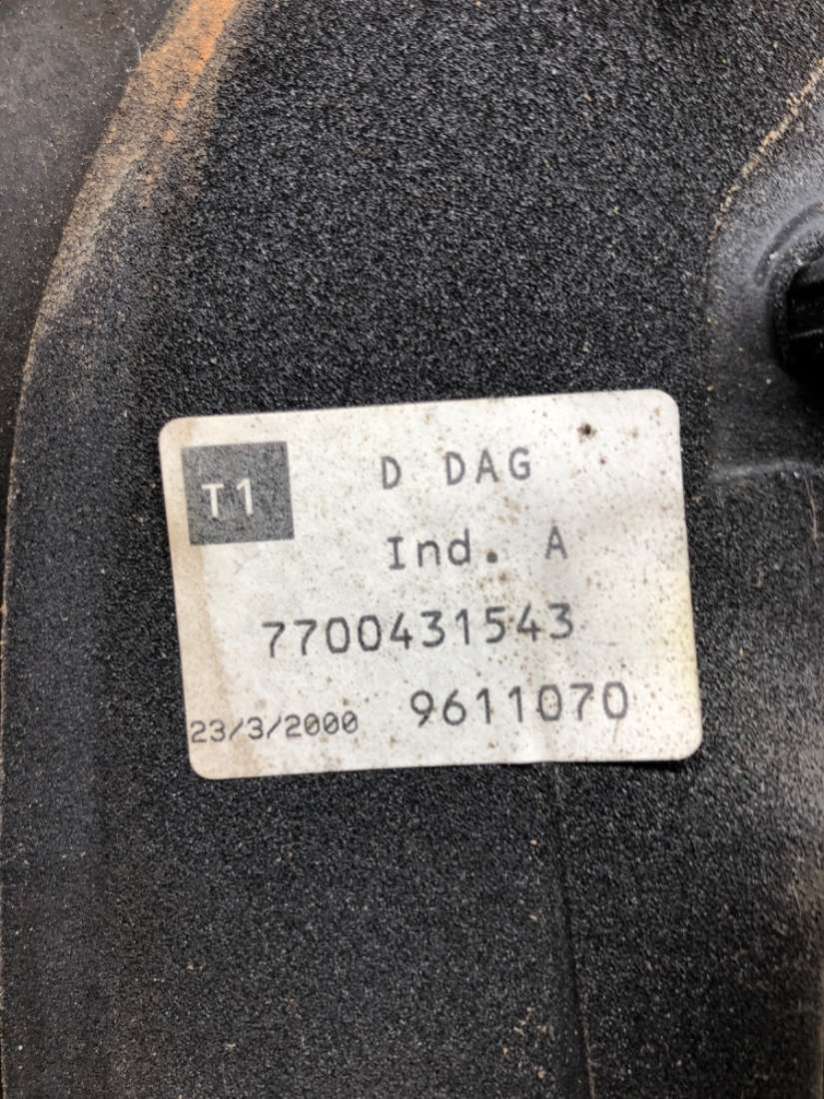 T1 D DAG
Ind. A
7700431543
23/3/2000 9611070